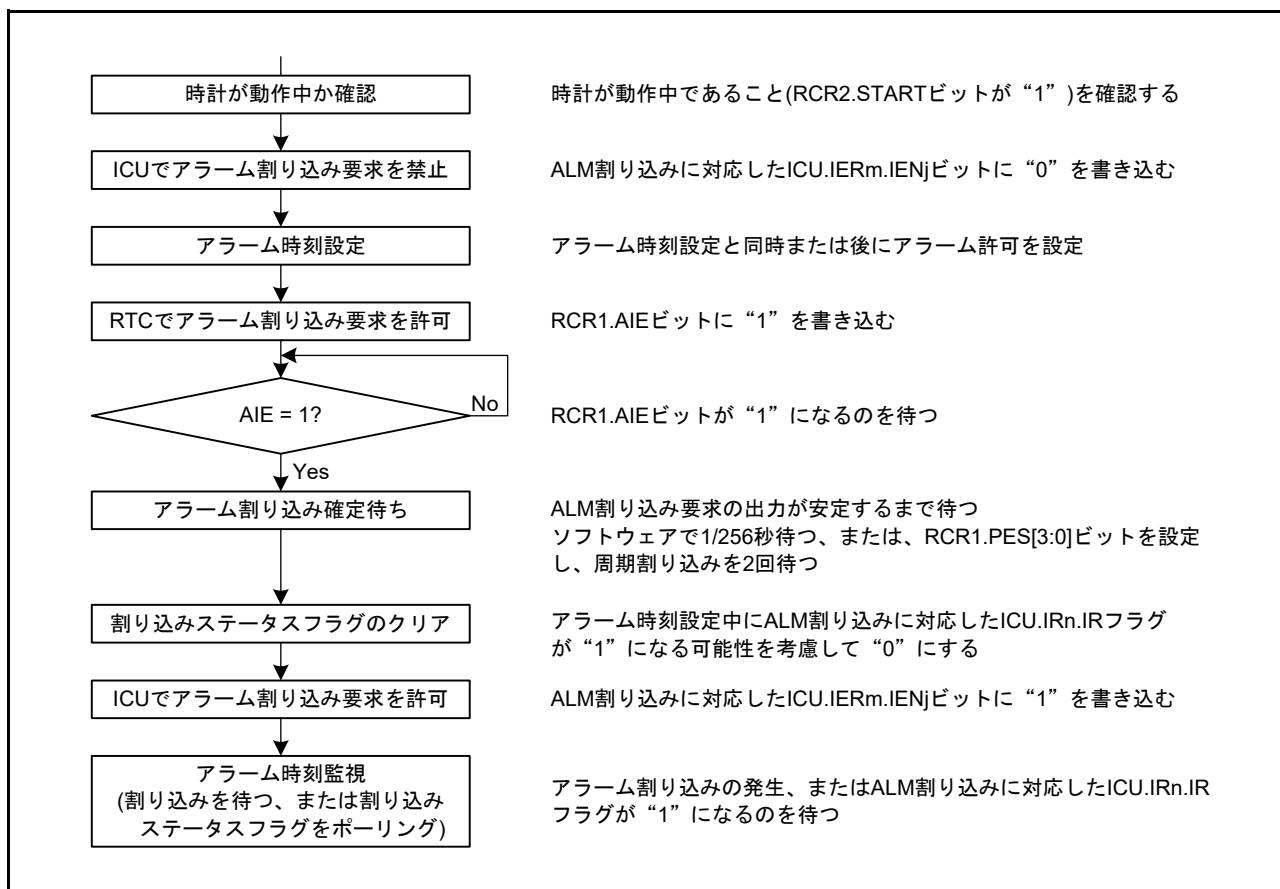 時計が動作中か確認
時計が動作中であること(RCR2.STARTビットが“1”)を確認する
ICUでアラーム割り込み要求を禁止
ALM割り込みに対応したICU.IERm.IENjビットに“0”を書き込む
アラーム時刻設定
アラーム時刻設定と同時または後にアラーム許可を設定
RTCでアラーム割り込み要求を許可
RCR1.AIEビットに“1”を書き込む
AIE = 1?
No
RCR1.AIEビットが“1”になるのを待つ
Yes
アラーム割り込み確定待ち
ALM割り込み要求の出力が安定するまで待つ
ソフトウェアで1/256秒待つ、または、RCR1.PES[3:0]ビットを設定
し、周期割り込みを2回待つ
割り込みステータスフラグのクリア
アラーム時刻設定中にALM割り込みに対応したICU.IRn.IRフラグ
が“1”になる可能性を考慮して“0”にする
ICUでアラーム割り込み要求を許可
ALM割り込みに対応したICU.IERm.IENjビットに“1”を書き込む
アラーム時刻監視
(割り込みを待つ、または割り込み
ステータスフラグをポーリング)
アラーム割り込みの発生、またはALM割り込みに対応したICU.IRn.IR
フラグが“1”になるのを待つ